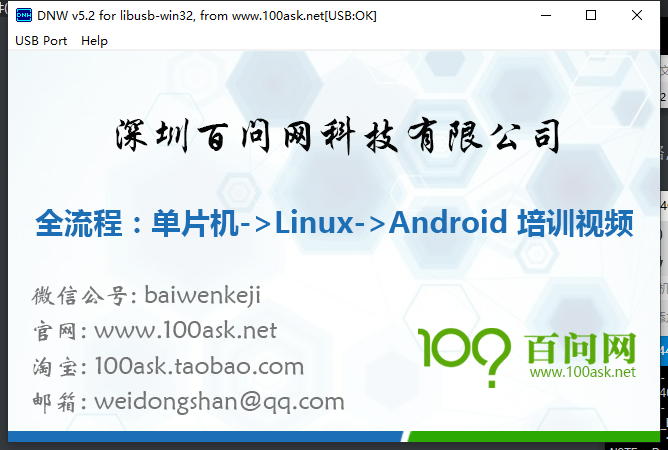 DNW v5.2 for libusb-win32, from www.100ask.net[USB:OK]
USB Port Help
深圳百问网科技有限公司
全流程：单片机->Linux->Android 培训视频
微信公号: baiwenkeji
官网: www.100ask.net
淘宝: 100ask.taobao.com
邮箱: weidongshan@qq.com
100? 百问网
www.100ask.net